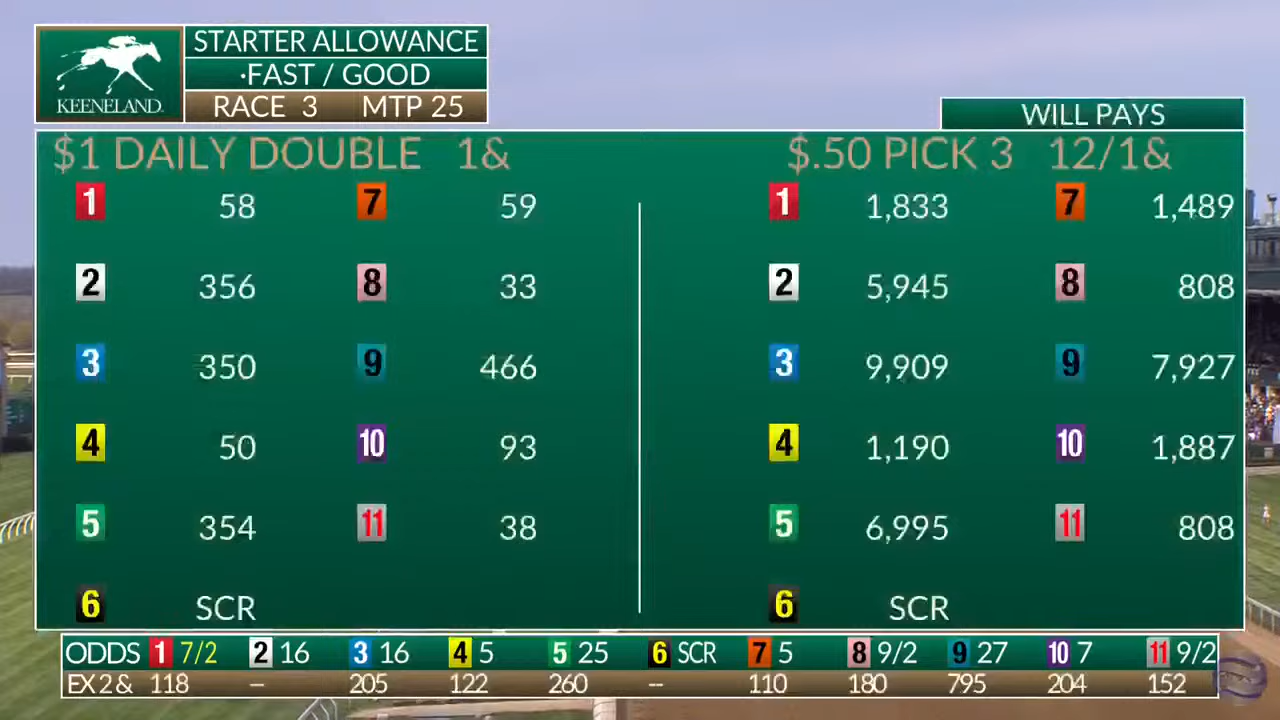 KEENELAND
STARTER ALLOWANCE
·FAST / GOOD
RACE 3 MTP 25
WILL PAYS
$1 DAILY DOUBLE 1&
$.50 PICK 3 12/1&
1 58 7 59
2 356 8 33
3 350 9 466
4 50 10 93
5 354 11 38
6 SCR
1 1,833 7 1,489
2 5,945 8 808
3 9,909 9 7,927
4 1,190 10 1,887
5 6,995 11 808
6 SCR
ODDS 1 7/2 2 16 3 16 4 5 5 25 6 SCR 7 5 8 9/2 9 27 10 7 11 9/2
EX 2 & 118 -- 205 122 260 -- 110 180 795 204 152